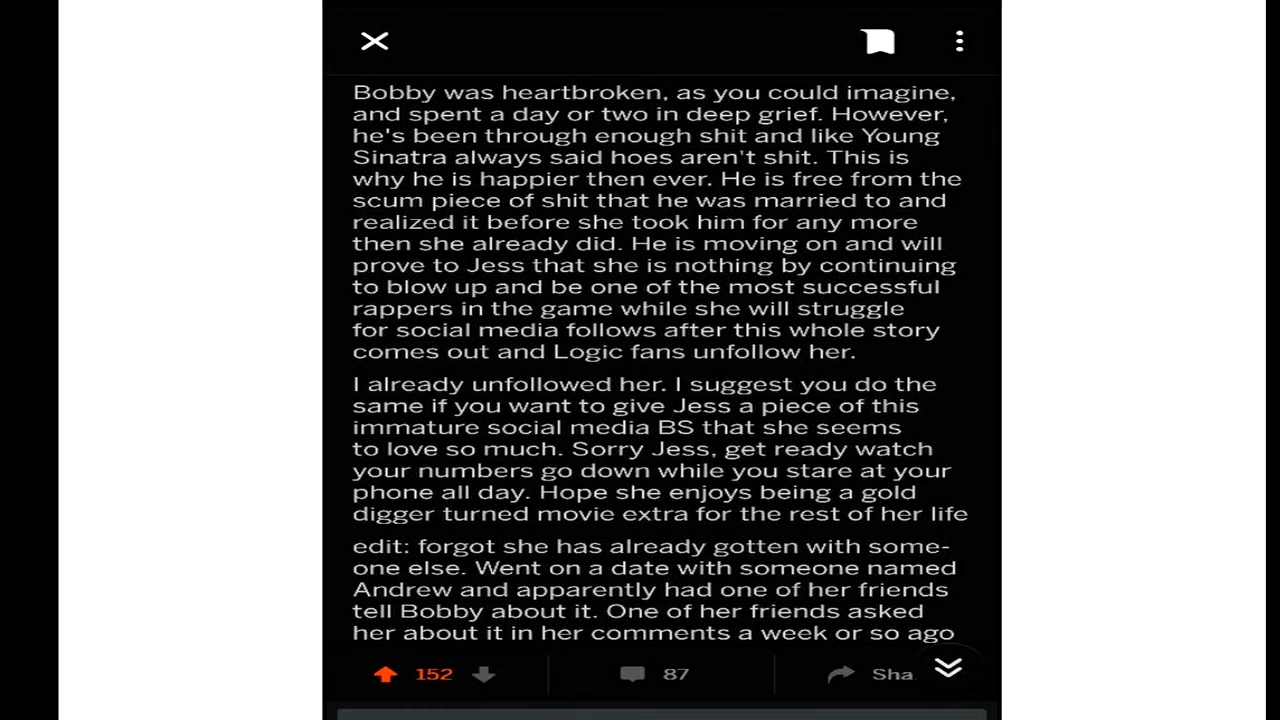 Bobby was heartbroken, as you could imagine,
and spent a day or two in deep grief. However,
he's been through enough shit and like Young
Sinatra always said hoes aren't shit. This is
why he is happier then ever. He is free from the
scum piece of shit that he was married to and
realized it before she took him for any more
then she already did. He is moving on and will
prove to Jess that she is nothing by continuing
to blow up and be one of the most successful
rappers in the game while she will struggle
for social media follows after this whole story
comes out and Logic fans unfollow her.
I already unfollowed her. I suggest you do the
same if you want to give Jess a piece of this
immature social media BS that she seems
to love so much. Sorry Jess, get ready watch
your numbers go down while you stare at your
phone all day. Hope she enjoys being a gold
digger turned movie extra for the rest of her life
edit: forgot she has already gotten with some-
one else. Went on a date with someone named
Andrew and apparently had one of her friends
tell Bobby about it. One of her friends asked
her about it in her comments a week or so ago
152 87 Sha